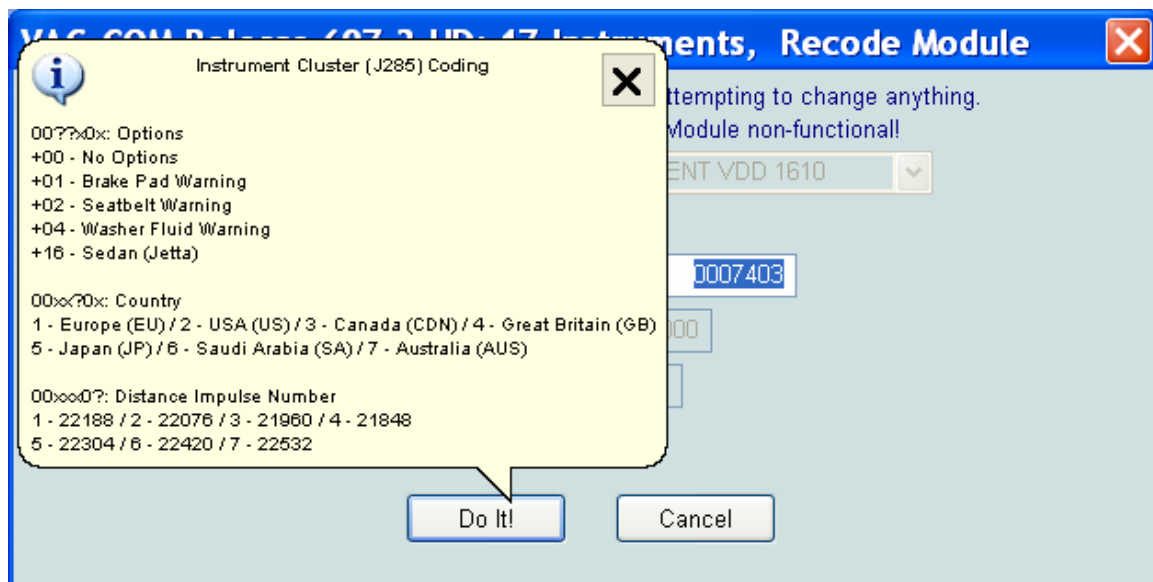 ments, Recode Module
Instrument Cluster (J285) Coding
ttempting to change anything.
00??x0x: Options
Module non-functional!
+00 - No Options
+01 - Brake Pad Warning
ENT VDD 1610
+02 - Seatbelt Warning
+04 - Washer Fluid Warning
+16 - Sedan (Jetta)
0007403
00xx?0x: Country
1 - Europe (EU) / 2 - USA (US) / 3 - Canada (CDN) / 4 - Great Britain (GB)
5 - Japan (JP) / 6 - Saudi Arabia (SA) / 7 - Australia (AUS)
00xxx0?: Distance Impulse Number
1 - 22188 / 2 - 22076 / 3 - 21960 / 4 - 21848
5 - 22304 / 6 - 22420 / 7 - 22532
Do It!
Cancel